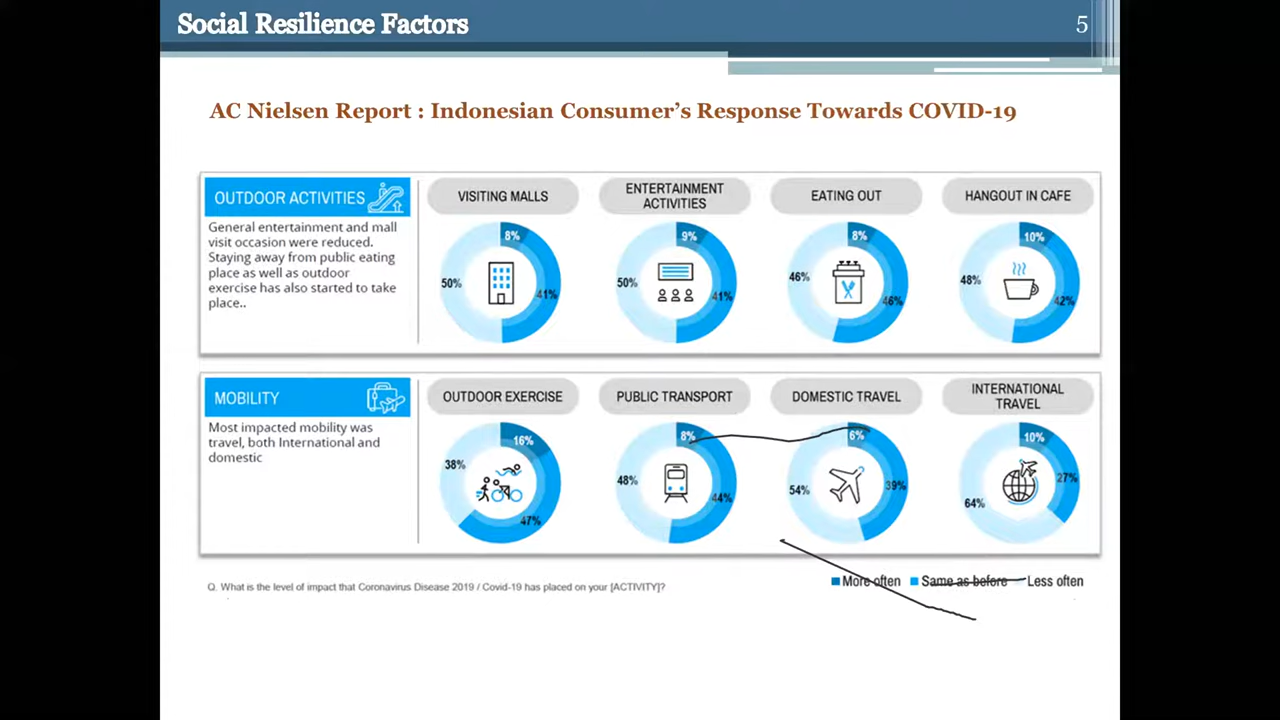 Social Resilience Factors
5
AC Nielsen Report : Indonesian Consumer's Response Towards COVID-19
OUTDOOR ACTIVITIES
General entertainment and mall
visit occasion were reduced.
Staying away from public eating
place as well as outdoor
exercise has also started to take
place..
VISITING MALLS
8%
50%
41%
ENTERTAINMENT
ACTIVITIES
9%
50%
41%
EATING OUT
8%
46%
46%
HANGOUT IN CAFE
10%
48%
42%
MOBILITY
Most impacted mobility was
travel, both International and
domestic
OUTDOOR EXERCISE
16%
38%
47%
PUBLIC TRANSPORT
8%
48%
44%
DOMESTIC TRAVEL
6%
54%
39%
INTERNATIONAL
TRAVEL
10%
27%
64%
Q. What is the level of impact that Coronavirus Disease 2019 / Covid-19 has placed on your [ACTIVITY]?
More often Same as before Less often